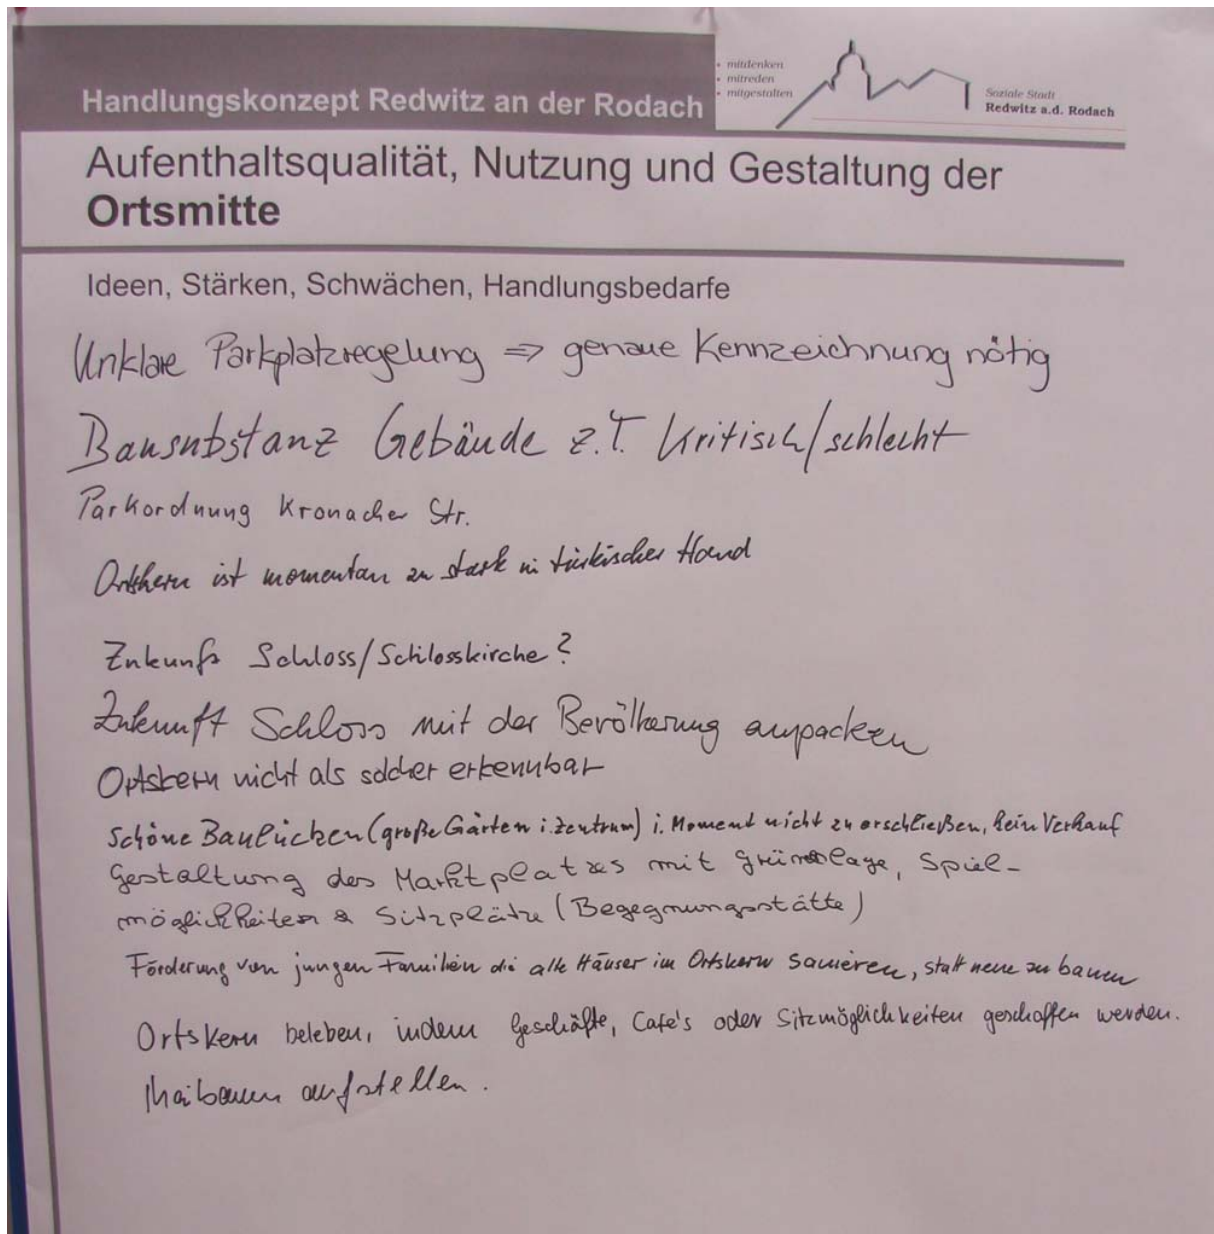 Handlungskonzept Redwitz an der Rodach
• mitdenken
• mitreden
• mitgestalten
Soziale Stadt
Redwitz a.d. Rodach
Aufenthaltsqualität, Nutzung und Gestaltung der
Ortsmitte
Ideen, Stärken, Schwächen, Handlungsbedarfe
Unklare Parkplatzregelung => genaue Kennzeichnung nötig
Bausubstanz Gebäude z.T. kritisch/schlecht
Parkordnung Kronacher Str.
Ortskern ist momentan zu stark in türkischer Hand
Zukunft Schloss/Schlosskirche?
Zukunft Schloss mit der Bevölkerung anpacken
Ortskern nicht als solcher erkennbar
Schöne Baulücken (große Gärten i. Zentrum) i. Moment nicht zu erschließen, kein Verkauf
Gestaltung des Marktplatzes mit, Spiel-
möglichkeiten & Sitzplätze (Begegnungsstätte)
Förderung von jungen Familien die alte Häuser im Ortskern sanieren, statt neue zu bauen
Ortskern beleben, indem Geschäfte, Cafe's oder Sitzmöglichkeiten geschaffen werden.
Maibaum aufstellen.